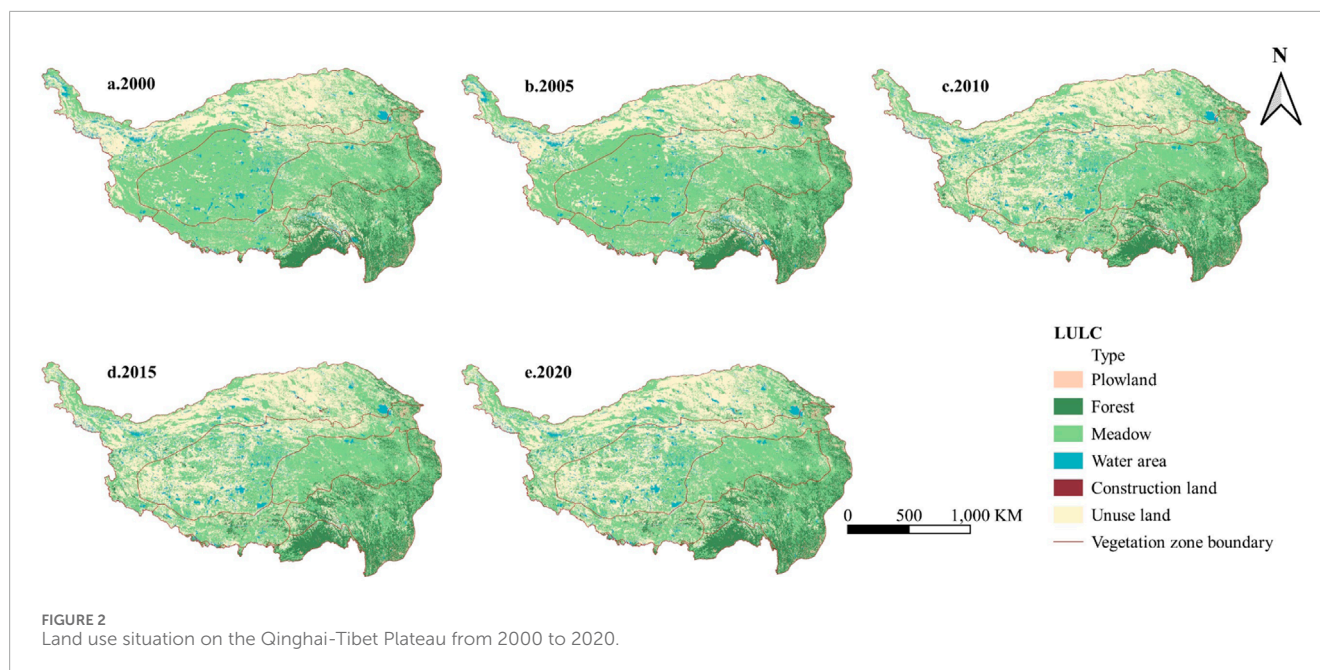 a.2000
b.2005
c.2010
N
d.2015
e.2020
LULC
Type
Plowland
Forest
Meadow
Water area
Construction land
Unuse land
Vegetation zone boundary
0 500 1,000 KM
FIGURE 2
Land use situation on the Qinghai-Tibet Plateau from 2000 to 2020.